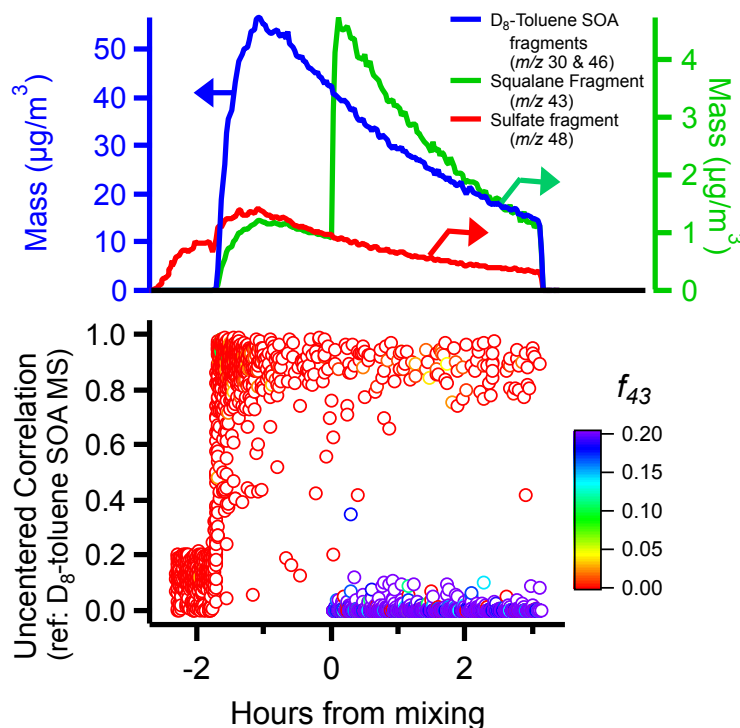 D₈-Toluene SOA
fragments
(m/z 30 & 46)
Squalane Fragment
(m/z 43)
Sulfate fragment
(m/z 48)
Mass (µg/m³)
50
40
30
20
10
0
Mass (µg/m³)
4
3
2
1
0
Uncentered Correlation
(ref: D₈-toluene SOA MS)
1.0
0.8
0.6
0.4
0.2
0.0
f₄₃
0.20
0.15
0.10
0.05
0.00
-2
0
2
Hours from mixing